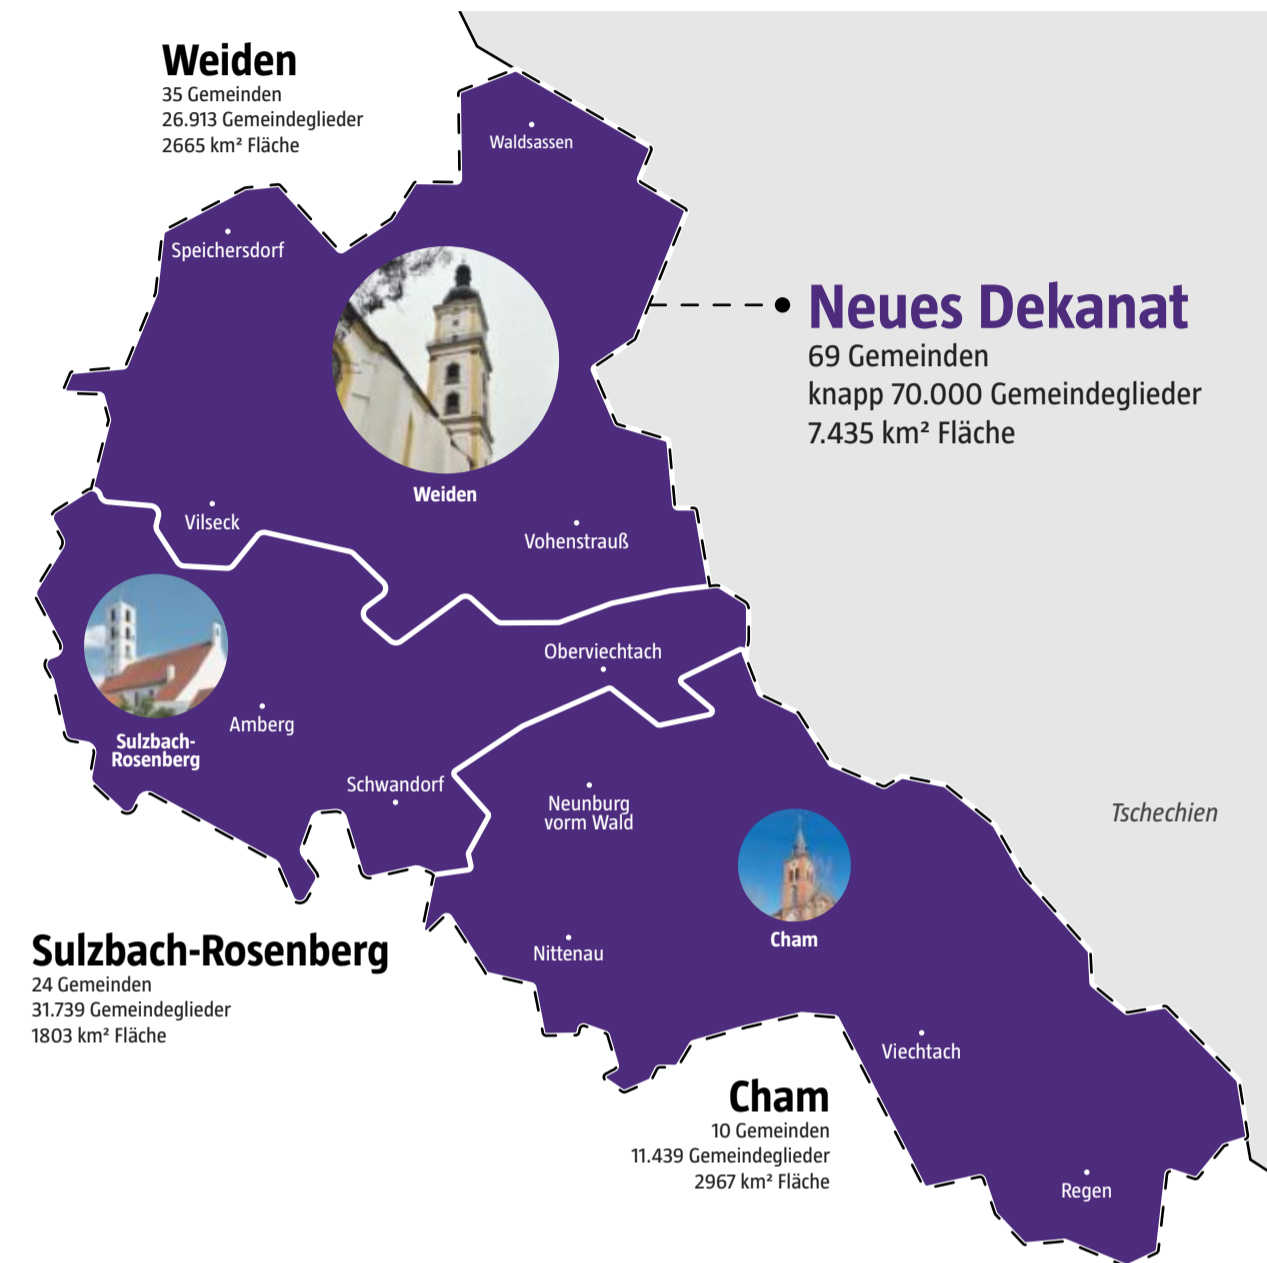 Weiden
35 Gemeinden
26.913 Gemeindeglieder
2665 km² Fläche
Waldsassen
Speichersdorf
Neues Dekanat
69 Gemeinden
knapp 70.000 Gemeindeglieder
7.435 km² Fläche
Weiden
Vilseck
Vohenstrauß
Oberviechtach
Amberg
Sulzbach-
Rosenberg
Schwandorf
Neunburg
vorm Wald
Tschechien
Cham
Nittenau
Sulzbach-Rosenberg
24 Gemeinden
31.739 Gemeindeglieder
1803 km² Fläche
Viechtach
Cham
10 Gemeinden
11.439 Gemeindeglieder
2967 km² Fläche
Regen